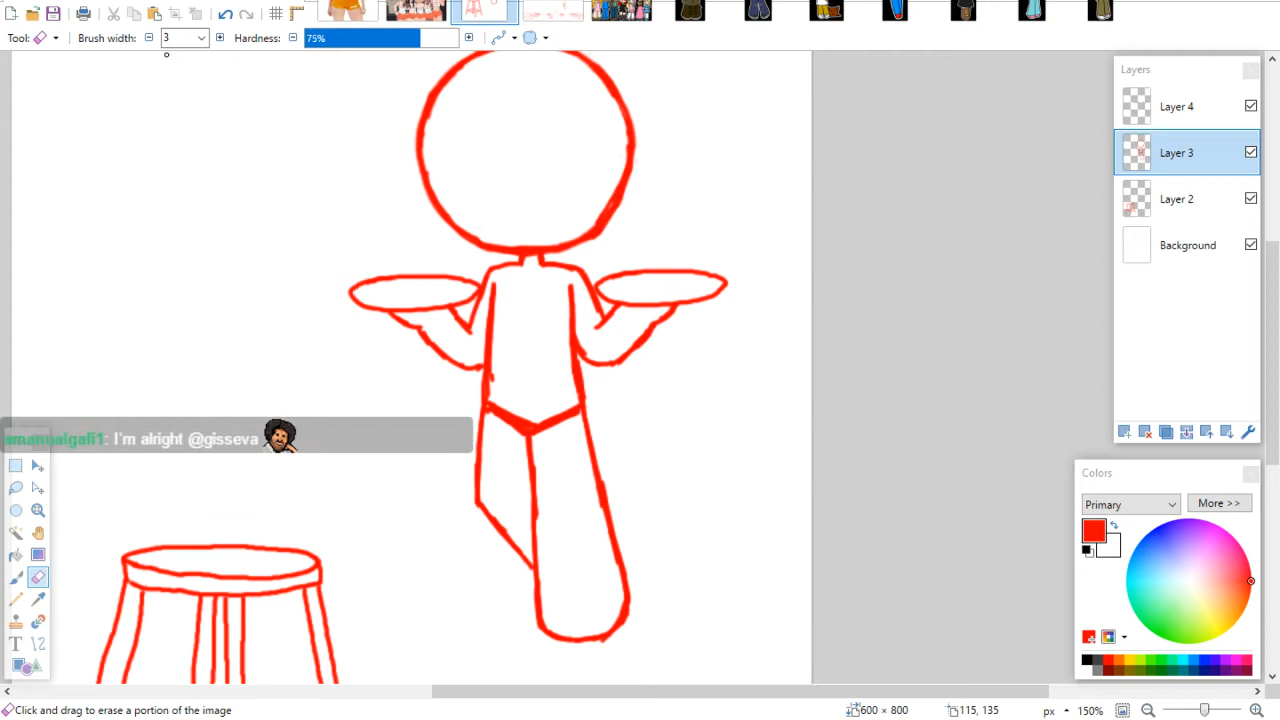 Tool:
Brush width:
3
Hardness:
75%
Layers
Layer 4
Layer 3
Layer 2
Background
amanualgafi1: I'm alright @gisseva
Colors
Primary
More >>
Click and drag to erase a portion of the image
600 × 800
115, 135
px
150%